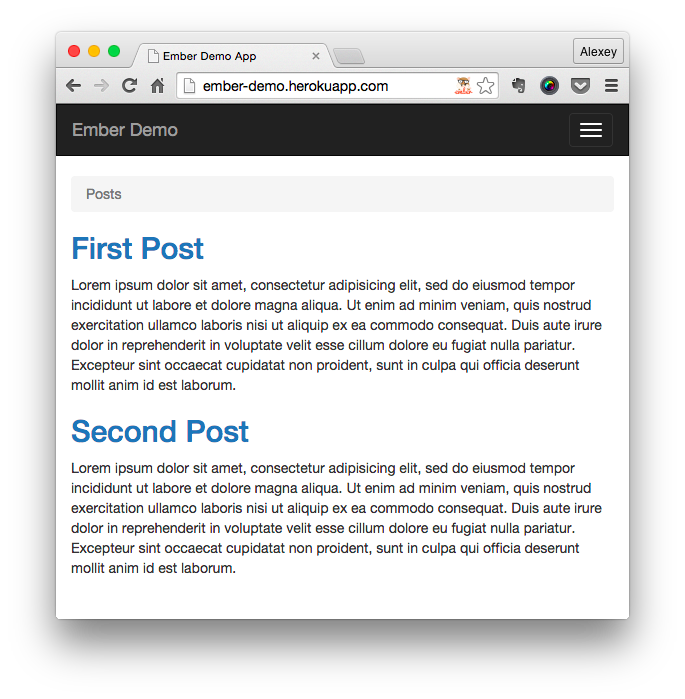 Ember Demo App
Alexey
ember-demo.herokuapp.com
ember
Ember Demo
Posts
First Post
Lorem ipsum dolor sit amet, consectetur adipisicing elit, sed do eiusmod tempor
incididunt ut labore et dolore magna aliqua. Ut enim ad minim veniam, quis nostrud
exercitation ullamco laboris nisi ut aliquip ex ea commodo consequat. Duis aute irure
dolor in reprehenderit in voluptate velit esse cillum dolore eu fugiat nulla pariatur.
Excepteur sint occaecat cupidatat non proident, sunt in culpa qui officia deserunt
mollit anim id est laborum.
Second Post
Lorem ipsum dolor sit amet, consectetur adipisicing elit, sed do eiusmod tempor
incididunt ut labore et dolore magna aliqua. Ut enim ad minim veniam, quis nostrud
exercitation ullamco laboris nisi ut aliquip ex ea commodo consequat. Duis aute irure
dolor in reprehenderit in voluptate velit esse cillum dolore eu fugiat nulla pariatur.
Excepteur sint occaecat cupidatat non proident, sunt in culpa qui officia deserunt
mollit anim id est laborum.